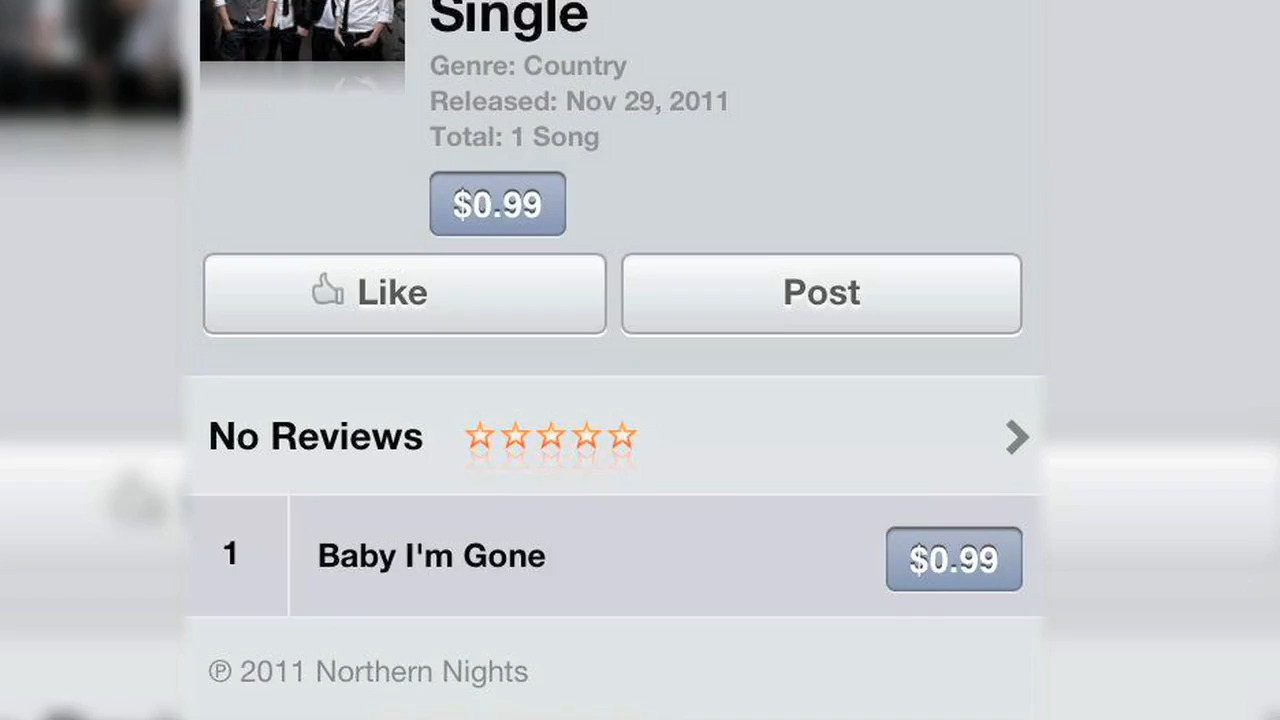 Single
Genre: Country
Released: Nov 29, 2011
Total: 1 Song
$0.99
Like
Post
No Reviews
1 Baby I'm Gone $0.99
℗ 2011 Northern Nights